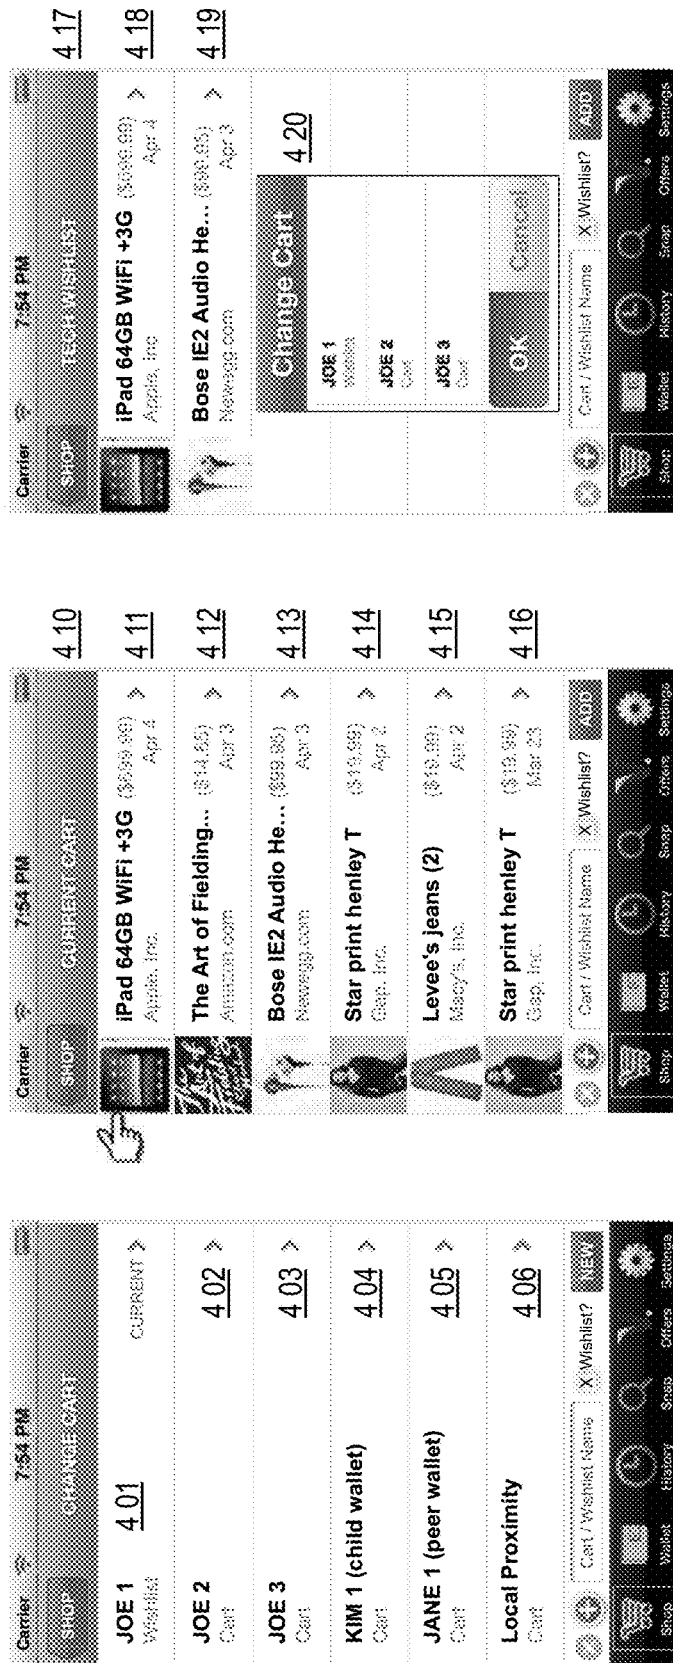 Carrier 7:54 PM
SHOP CHANGE CART
JOE 1 4 01 CURRENT >
Wishlist
JOE 2 4 02 >
Cart
JOE 3 4 03 >
Cart
KIM 1 (child wallet) 4 04 >
Cart
JANE 1 (peer wallet) 4 05 >
Cart
Local Proximity 4 06 >
Cart
Cart / Wishlist Name X Wishlist? NEW
Shop Wallet History Snap Offers Settings
Carrier 7:54 PM
SHOP CURRENT CART 4 10
iPad 64GB WiFi +3G ($699.99) > 4 11
Apple, Inc. Apr 4
The Art of Fielding... ($14.65) > 4 12
Amazon.com Apr 3
Bose IE2 Audio He... ($99.95) > 4 13
Newegg.com Apr 3
Star print henley T ($19.99) > 4 14
Gap, Inc. Apr 2
Levee's jeans (2) ($19.99) > 4 15
Macy's, Inc. Apr 2
Star print henley T ($19.99) > 4 16
Gap, Inc. Mar 23
Cart / Wishlist Name X Wishlist? ADD
Shop Wallet History Snap Offers Settings
Carrier 7:54 PM
SHOP TECH WISHLIST 4 17
iPad 64GB WiFi +3G ($699.99) > 4 18
Apple, Inc Apr 4
Bose IE2 Audio He... ($99.95) > 4 19
Newegg.com Apr 3
Change Cart 4 20
JOE 1
Wishlist
JOE 2
Cart
JOE 3
Cart
OK Cancel
Cart / Wishlist Name X Wishlist? ADD
Shop Wallet History Snap Offers Settings